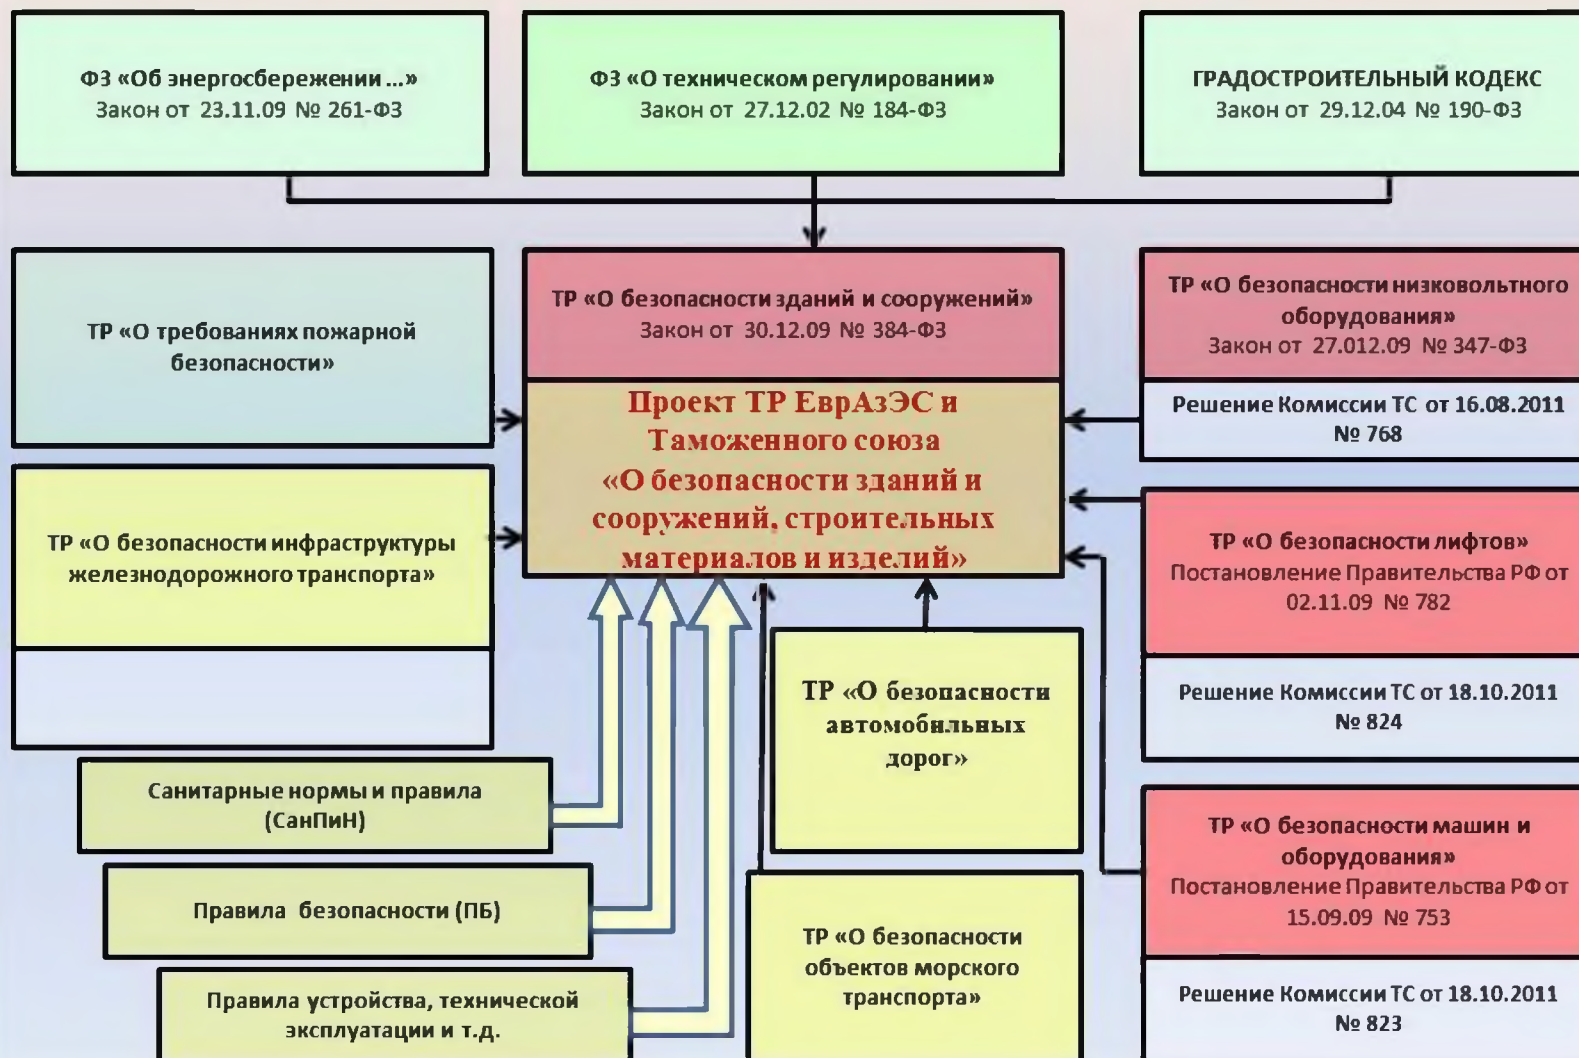 ФЗ «Об энергосбережении ...»
Закон от 23.11.09 № 261-ФЗ
ФЗ «О техническом регулировании»
Закон от 27.12.02 № 184-ФЗ
ГРАДОСТРОИТЕЛЬНЫЙ КОДЕКС
Закон от 29.12.04 № 190-ФЗ
ТР «О требованиях пожарной
безопасности»
ТР «О безопасности зданий и сооружений»
Закон от 30.12.09 № 384-ФЗ
Проект ТР ЕврАзЭС и
Таможенного союза
«О безопасности зданий и
сооружений, строительных
материалов и изделий»
ТР «О безопасности низковольтного
оборудования»
Закон от 27.012.09 № 347-ФЗ
Решение Комиссии ТС от 16.08.2011
№ 768
ТР «О безопасности инфраструктуры
железнодорожного транспорта»
ТР «О безопасности лифтов»
Постановление Правительства РФ от
02.11.09 № 782
Решение Комиссии ТС от 18.10.2011
№ 824
ТР «О безопасности
автомобильных
дорог»
Санитарные нормы и правила
(СанПиН)
Правила безопасности (ПБ)
Правила устройства, технической
эксплуатации и т.д.
ТР «О безопасности
объектов морского
транспорта»
ТР «О безопасности машин и
оборудования»
Постановление Правительства РФ от
15.09.09 № 753
Решение Комиссии ТС от 18.10.2011
№ 823